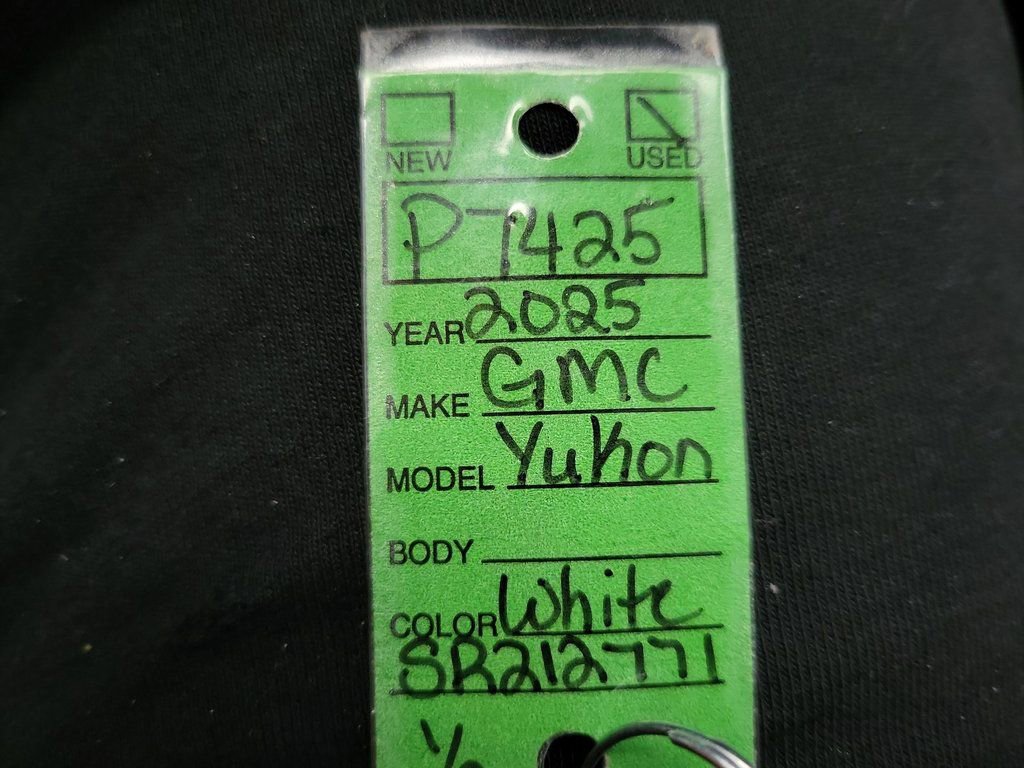 NEW USED
P7425
YEAR 2025
MAKE GMC
MODEL Yukon
BODY
COLOR White
SR212771